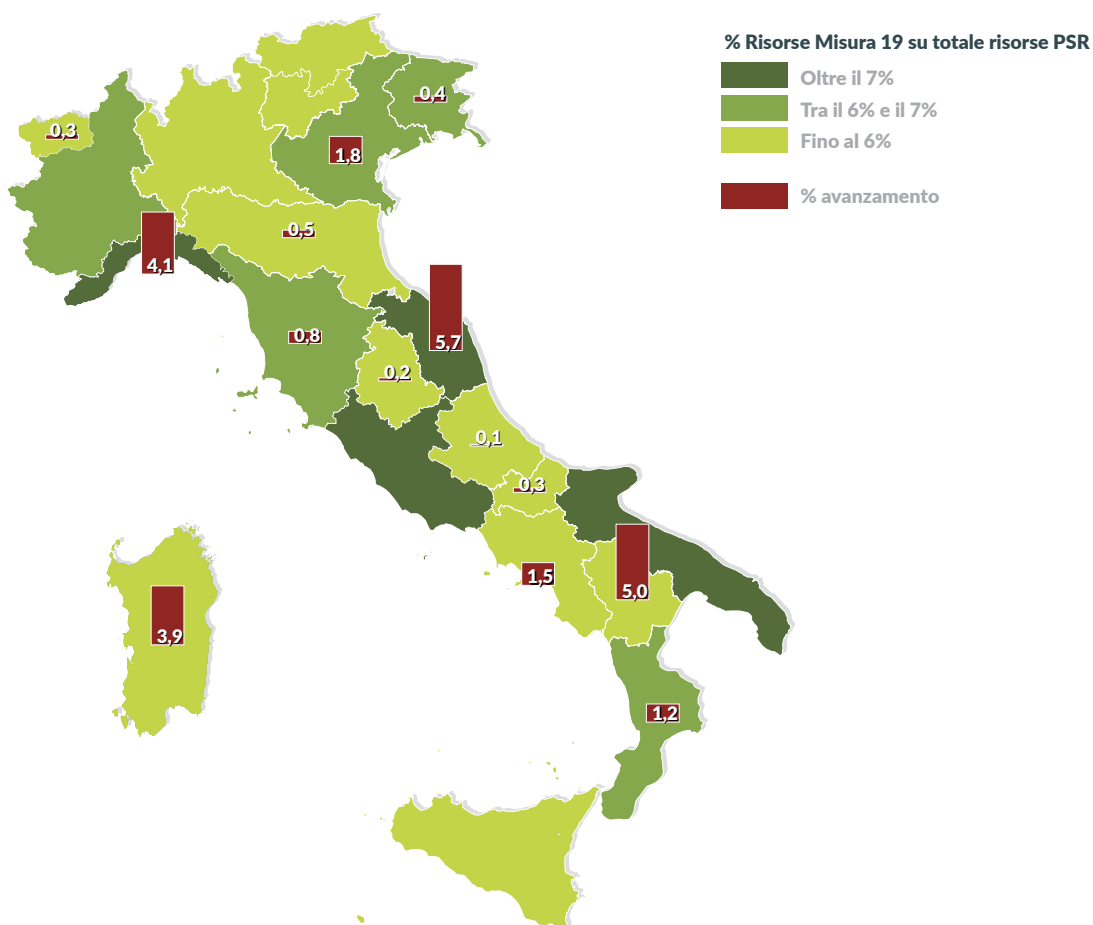 % Risorse Misura 19 su totale risorse PSR
Oltre il 7%
Tra il 6% e il 7%
Fino al 6%
% avanzamento
0,4
0,3
1,8
0,5
4,1
5,7
0,8
0,2
0,1
0,3
1,5
5,0
3,9
1,2